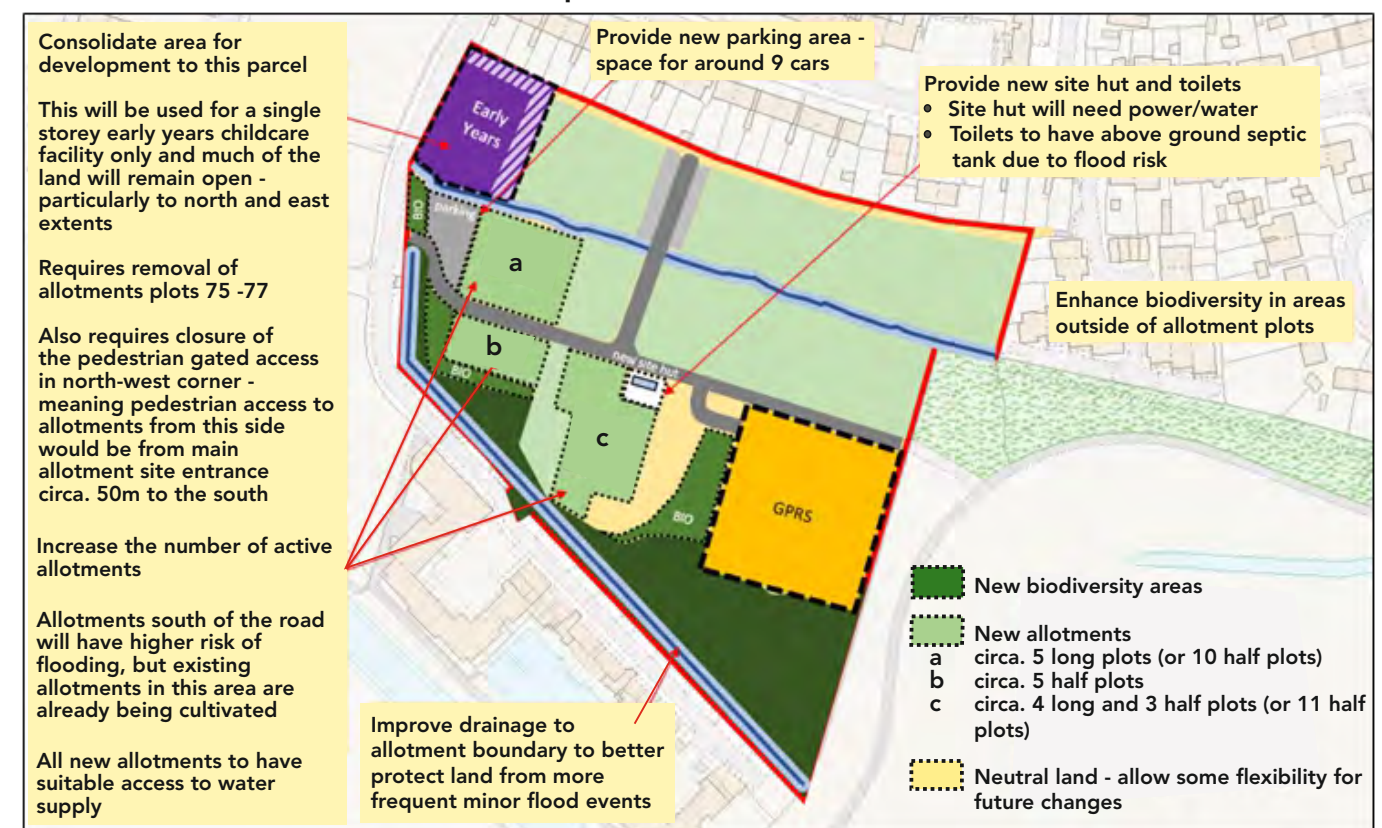 Consolidate area for
development to this parcel
This will be used for a single
storey early years childcare
facility only and much of the
land will remain open -
particularly to north and east
extents
Requires removal of
allotments plots 75 -77
Also requires closure of
the pedestrian gated access
in north-west corner -
meaning pedestrian access to
allotments from this side
would be from main
allotment site entrance
circa. 50m to the south
Increase the number of active
allotments
Allotments south of the road
will have higher risk of
flooding, but existing
allotments in this area are
already being cultivated
All new allotments to have
suitable access to water
supply
Provide new parking area -
space for around 9 cars
Provide new site hut and toilets
• Site hut will need power/water
• Toilets to have above ground septic
tank due to flood risk
Early
Years
BIO
parking
a
b
BIO
new site hut
c
BIO
GPRS
Enhance biodiversity in areas
outside of allotment plots
Improve drainage to
allotment boundary to better
protect land from more
frequent minor flood events
New biodiversity areas
New allotments
a circa. 5 long plots (or 10 half plots)
b circa. 5 half plots
c circa. 4 long and 3 half plots (or 11 half
plots)
Neutral land - allow some flexibility for
future changes